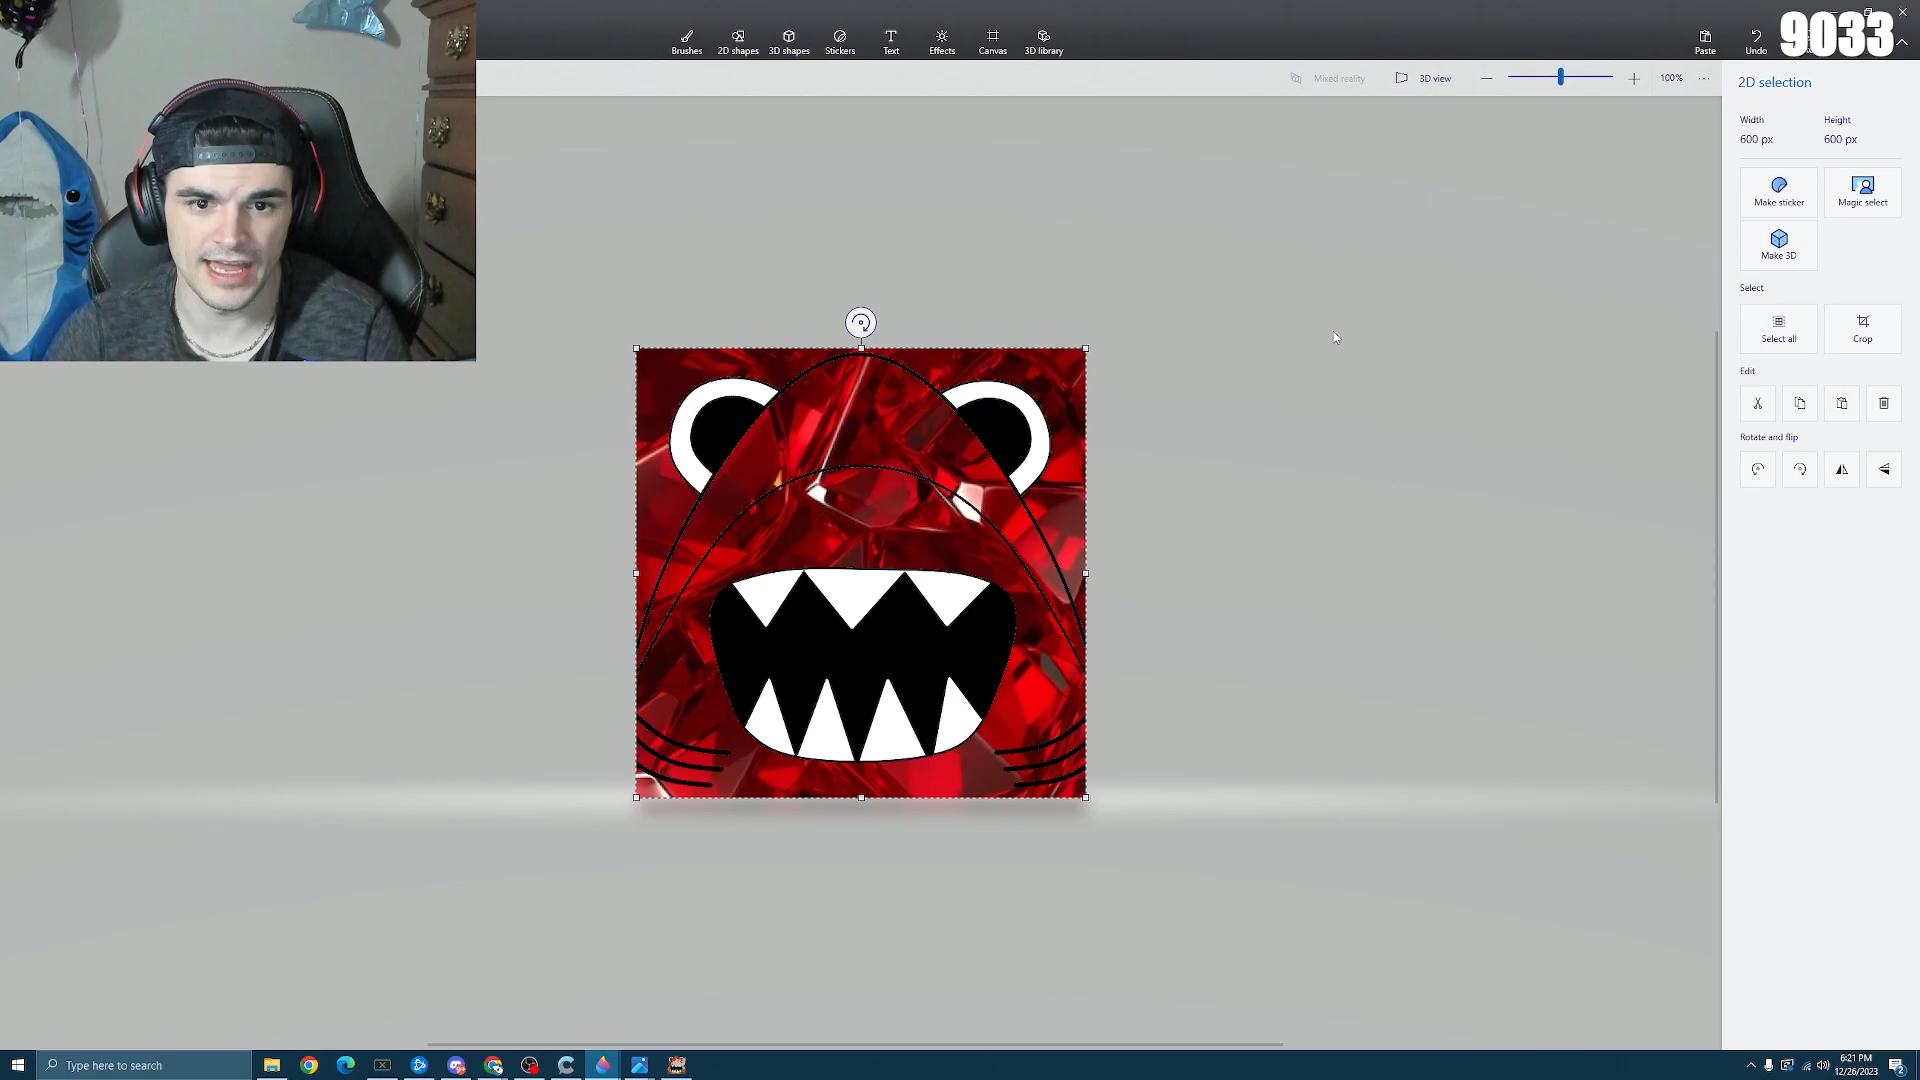 9033
Brushes 2D shapes 3D shapes Stickers Text Effects Canvas 3D library Paste Undo
Mixed reality 3D view 100% ...
2D selection
Width Height
600 px 600 px
Make sticker Magic select
Make 3D
Select
Select all Crop
Edit
Rotate and flip
Type here to search
6:21 PM
12/26/2023
2